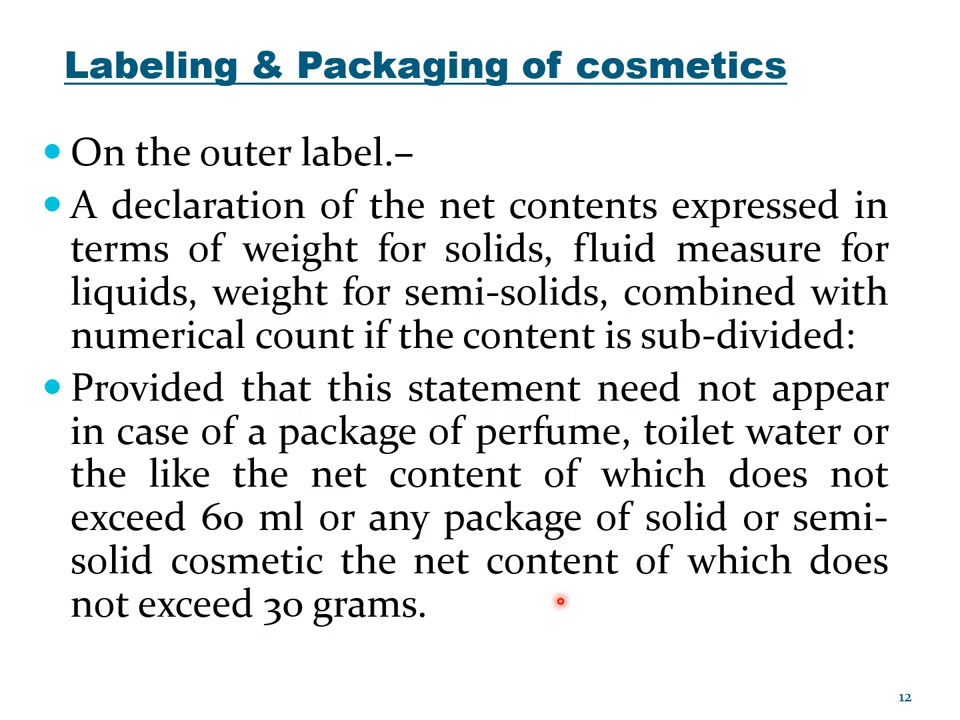 Labeling & Packaging of cosmetics
• On the outer label.–
• A declaration of the net contents expressed in
terms of weight for solids, fluid measure for
liquids, weight for semi-solids, combined with
numerical count if the content is sub-divided:
• Provided that this statement need not appear
in case of a package of perfume, toilet water or
the like the net content of which does not
exceed 60 ml or any package of solid or semi-
solid cosmetic the net content of which does
not exceed 30 grams.
12